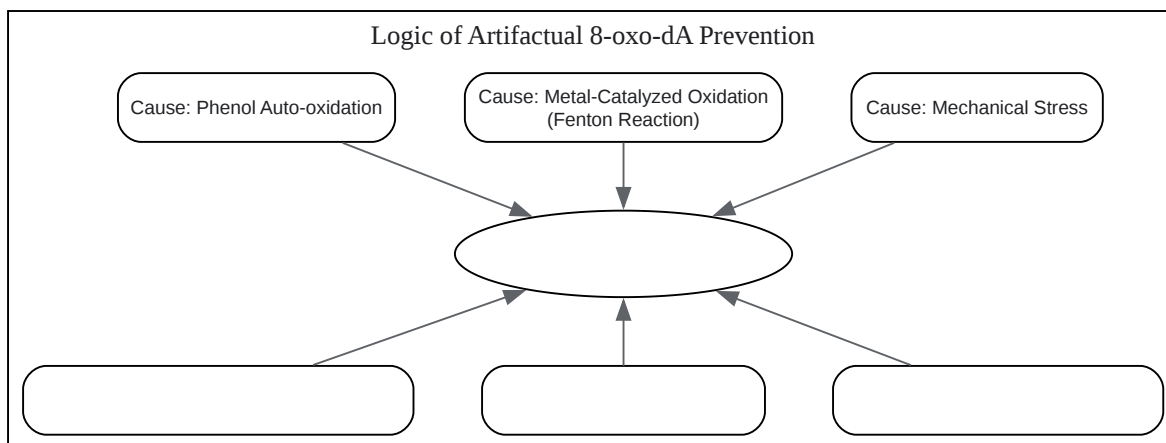 Logic of Artifactual 8-oxo-dA Prevention
Cause: Phenol Auto-oxidation
Cause: Metal-Catalyzed Oxidation
(Fenton Reaction)
Cause: Mechanical Stress